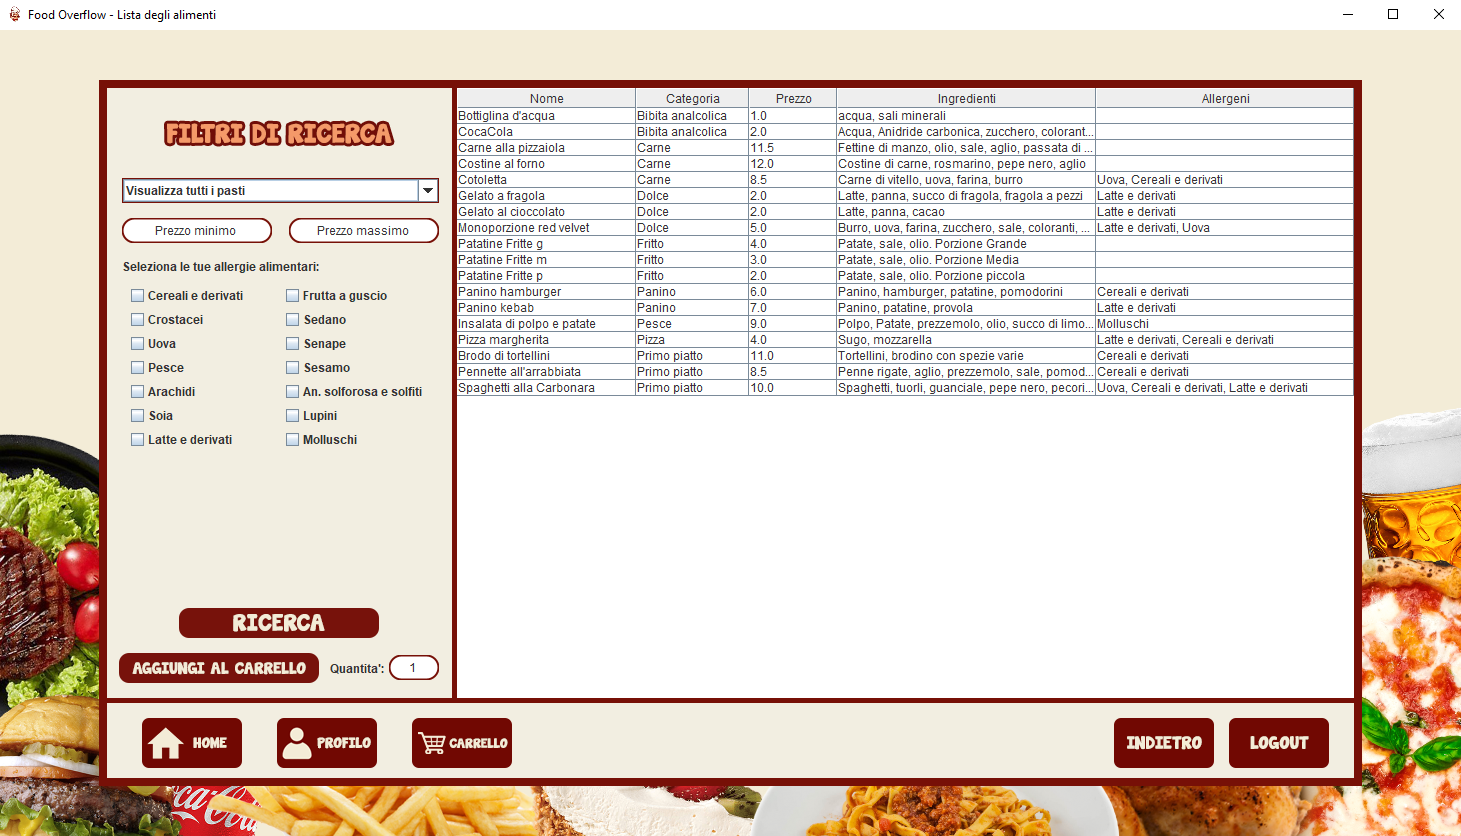 Food Overflow - Lista degli alimenti
FILTRI DI RICERCA
Visualizza tutti i pasti
Prezzo minimo Prezzo massimo
Seleziona le tue allergie alimentari:
Cereali e derivati Frutta a guscio
Crostacei Sedano
Uova Senape
Pesce Sesamo
Arachidi An. solforosa e solfiti
Soia Lupini
Latte e derivati Molluschi
RICERCA
AGGIUNGI AL CARRELLO Quantita': 1
Nome Categoria Prezzo Ingredienti Allergeni
Bottiglina d'acqua Bibita analcolica 1.0 acqua, sali minerali
CocaCola Bibita analcolica 2.0 Acqua, Anidride carbonica, zucchero, colorant...
Carne alla pizzaiola Carne 11.5 Fettine di manzo, olio, sale, aglio, passata di ...
Costine al forno Carne 12.0 Costine di carne, rosmarino, pepe nero, aglio
Cotoletta Carne 8.5 Carne di vitello, uova, farina, burro Uova, Cereali e derivati
Gelato a fragola Dolce 2.0 Latte, panna, succo di fragola, fragola a pezzi Latte e derivati
Gelato al cioccolato Dolce 2.0 Latte, panna, cacao Latte e derivati
Monoporzione red velvet Dolce 5.0 Burro, uova, farina, zucchero, sale, coloranti, ... Latte e derivati, Uova
Patatine Fritte g Fritto 4.0 Patate, sale, olio. Porzione Grande
Patatine Fritte m Fritto 3.0 Patate, sale, olio. Porzione Media
Patatine Fritte p Fritto 2.0 Patate, sale, olio. Porzione piccola
Panino hamburger Panino 6.0 Panino, hamburger, patatine, pomodorini Cereali e derivati
Panino kebab Panino 7.0 Panino, patatine, provola Latte e derivati
Insalata di polpo e patate Pesce 9.0 Polpo, Patate, prezzemolo, olio, succo di limo... Molluschi
Pizza margherita Pizza 4.0 Sugo, mozzarella Latte e derivati, Cereali e derivati
Brodo di tortellini Primo piatto 11.0 Tortellini, brodino con spezie varie Cereali e derivati
Pennette all'arrabbiata Primo piatto 8.5 Penne rigate, aglio, prezzemolo, sale, pomod... Cereali e derivati
Spaghetti alla Carbonara Primo piatto 10.0 Spaghetti, tuorli, guanciale, pepe nero, pecori... Uova, Cereali e derivati, Latte e derivati
HOME PROFILO CARRELLO INDIETRO LOGOUT